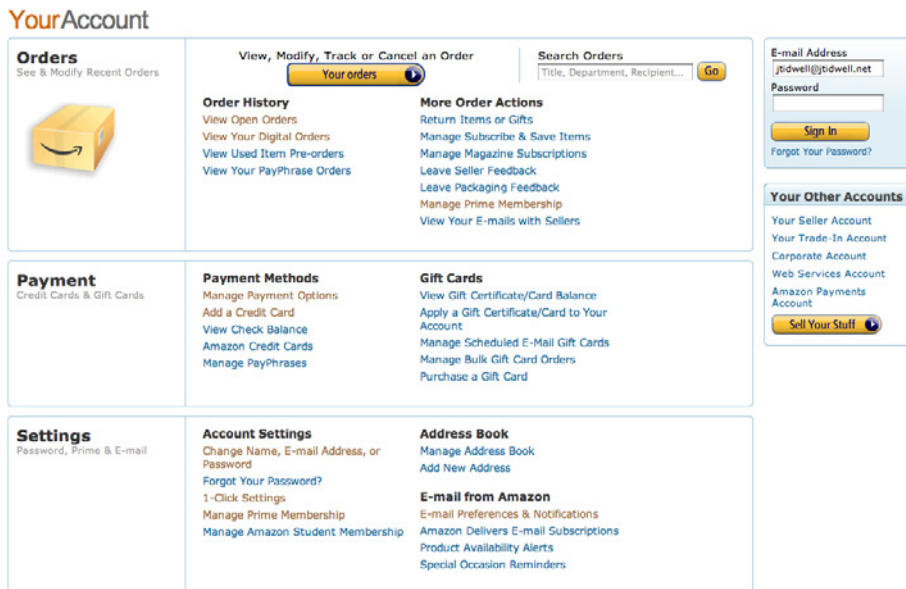 YourAccount
Orders
See & Modify Recent Orders
View, Modify, Track or Cancel an Order
Your orders
Search Orders
Title, Department, Recipient...
Go
Order History
View Open Orders
View Your Digital Orders
View Used Item Pre-orders
View Your PayPhrase Orders
More Order Actions
Return Items or Gifts
Manage Subscribe & Save Items
Manage Magazine Subscriptions
Leave Seller Feedback
Leave Packaging Feedback
Manage Prime Membership
View Your E-mails with Sellers
Payment
Credit Cards & Gift Cards
Payment Methods
Manage Payment Options
Add a Credit Card
View Check Balance
Amazon Credit Cards
Manage PayPhrases
Gift Cards
View Gift Certificate/Card Balance
Apply a Gift Certificate/Card to Your
Account
Manage Scheduled E-Mail Gift Cards
Manage Bulk Gift Card Orders
Purchase a Gift Card
Settings
Password, Prime & E-mail
Account Settings
Change Name, E-mail Address, or
Password
Forgot Your Password?
1-Click Settings
Manage Prime Membership
Manage Amazon Student Membership
Address Book
Manage Address Book
Add New Address
E-mail from Amazon
E-mail Preferences & Notifications
Amazon Delivers E-mail Subscriptions
Product Availability Alerts
Special Occasion Reminders
E-mail Address
jtidwell@jtidwell.net
Password
Sign In
Forgot Your Password?
Your Other Accounts
Your Seller Account
Your Trade-In Account
Corporate Account
Web Services Account
Amazon Payments
Account
Sell Your Stuff